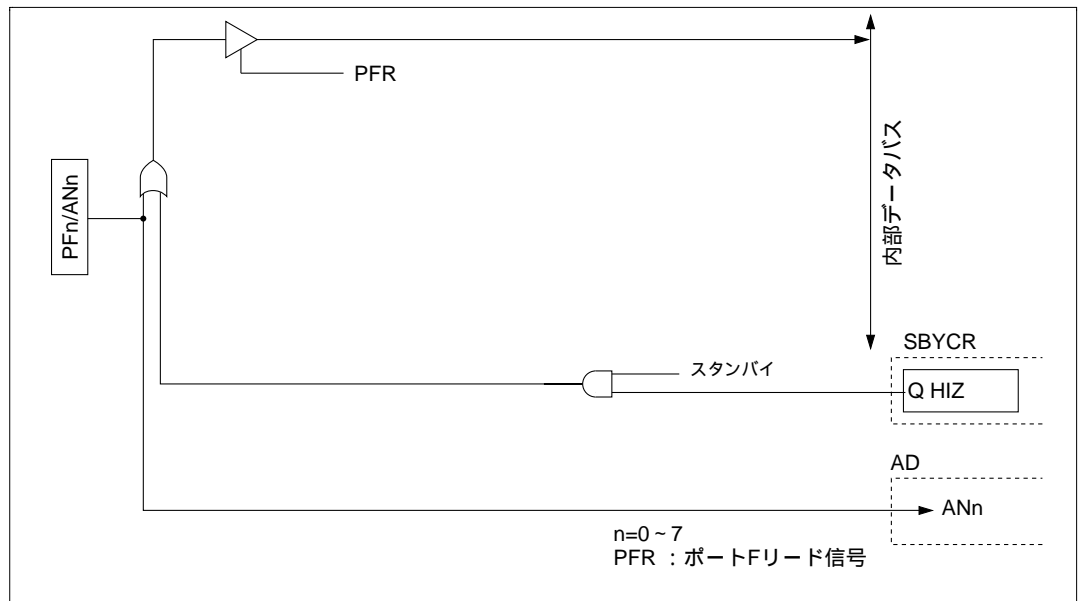 PFR
PFn/ANn
内部データバス
SBYCR
スタンバイ
Q HIZ
AD
ANn
n=0 ~ 7
PFR : ポートFリード信号